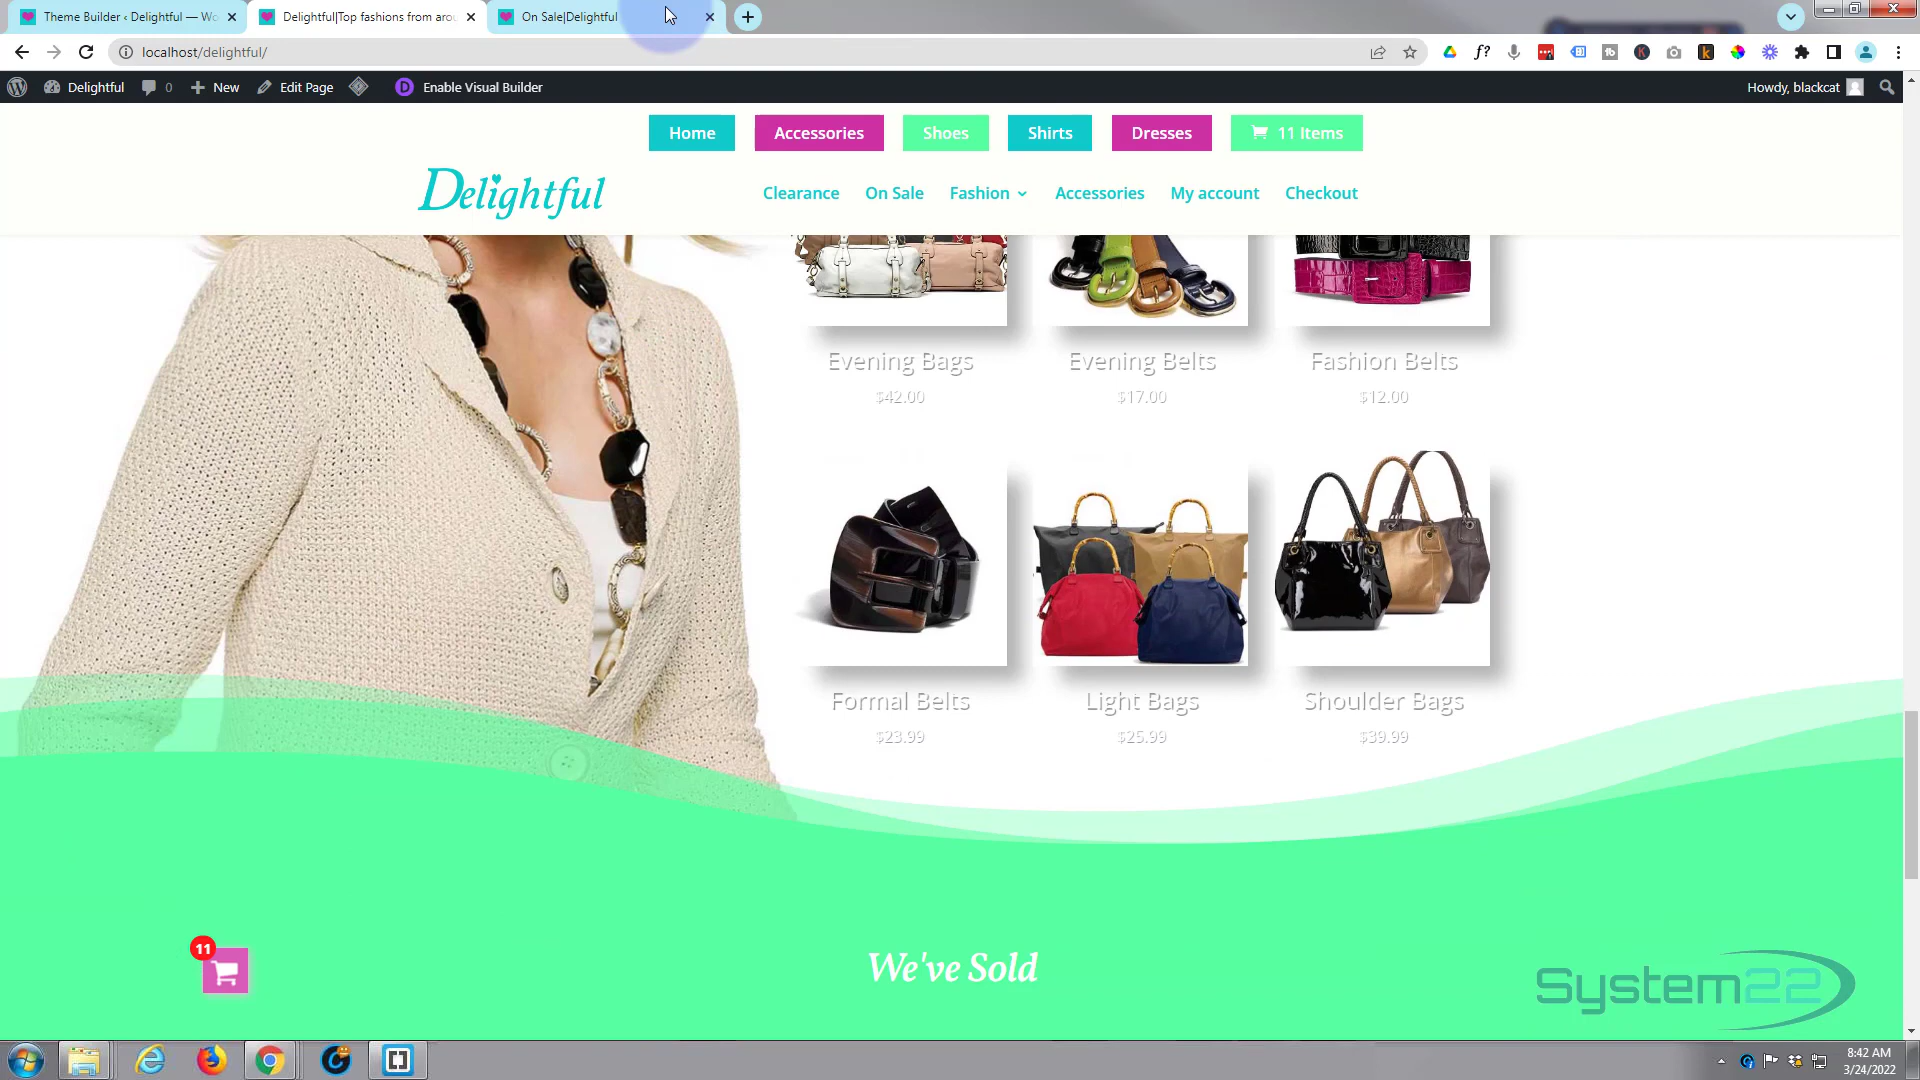 Theme Builder ‹ Delightful — Wo
Delightful|Top fashions from arou
On Sale|Delightful
localhost/delightful/
Delightful
0
New
Edit Page
Enable Visual Builder
Howdy, blackcat
Home
Accessories
Shoes
Shirts
Dresses
11 Items
Delightful
Clearance
On Sale
Fashion
Accessories
My account
Checkout
Evening Bags
Evening Belts
Fashion Belts
$42.00
$17.00
$12.00
Formal Belts
Light Bags
Shoulder Bags
$23.99
$25.99
$39.99
11
We've Sold
System22
8:42 AM
3/24/2022